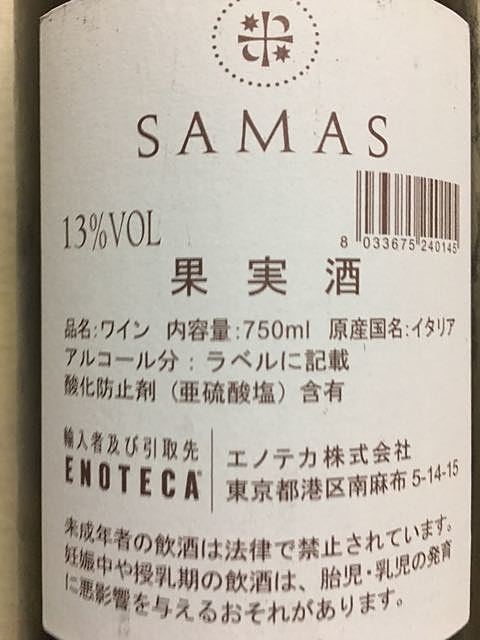 SAMAS
13%VOL
8 033675 240145
果実酒
品名:ワイン 内容量:750ml 原産国名:イタリア
アルコール分:ラベルに記載
酸化防止剤(亜硫酸塩)含有
輸入者及び引取先
ENOTECA®
エノテカ株式会社
東京都港区南麻布5-14-15
未成年者の飲酒は法律で禁止されています。
妊娠中や授乳期の飲酒は、胎児・乳児の発育
に悪影響を与えるおそれがあります。